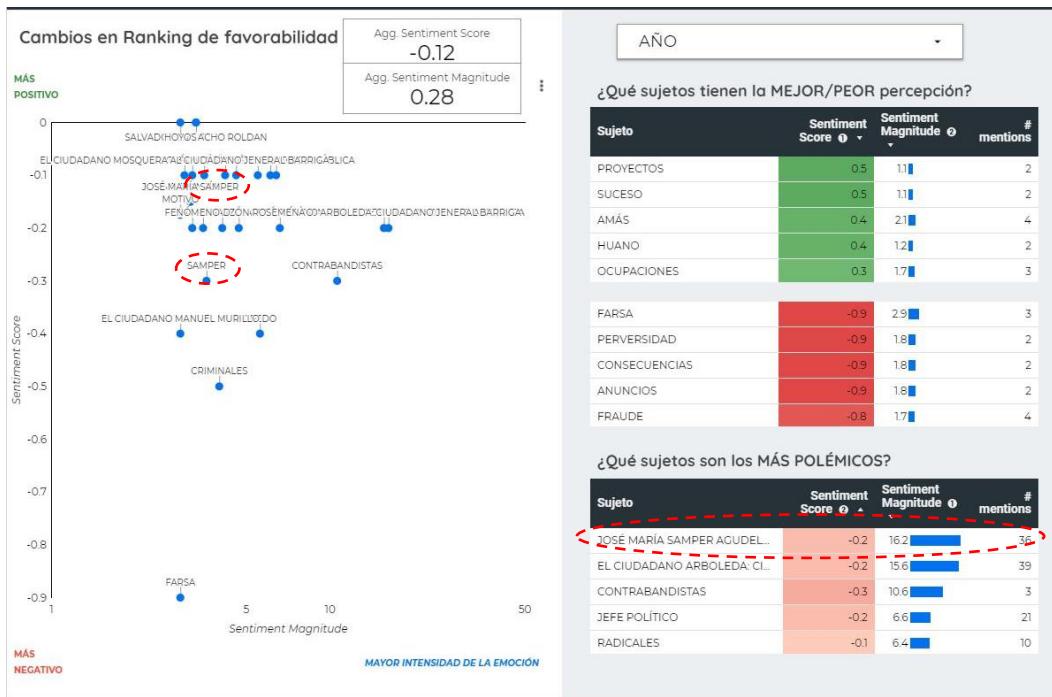 Cambios en Ranking de favorabilidad
Agg. Sentiment Score
-0.12
Agg. Sentiment Magnitude
0.28
MÁS
POSITIVO
0
-0.1
-0.2
-0.3
-0.4
-0.5
-0.6
-0.7
-0.8
-0.9
Sentiment Score
EL CIUDADANO MOSQUERA
JOSÉ MARÍA SAMPER
MOTIVO
SAMPER
CONTRABANDISTAS
EL CIUDADANO MANUEL
CRIMINALES
FARSA
1
5
10
50
Sentiment Magnitude
MÁS
NEGATIVO
MAYOR INTENSIDAD DE LA EMOCIÓN
AÑO
¿Qué sujetos tienen la MEJOR/PEOR percepción?
Sujeto Sentiment Score Sentiment Magnitude # mentions
PROYECTOS 0.5 1.1 2
SUCESO 0.5 1.1 2
AMÁS 0.4 2.1 4
HUANO 0.4 1.2 2
OCUPACIONES 0.3 1.7 3
FARSA -0.9 2.9 3
PERVERSIDAD -0.9 1.8 2
CONSECUENCIAS -0.9 1.8 2
ANUNCIOS -0.9 1.8 2
FRAUDE -0.8 1.7 4
¿Qué sujetos son los MÁS POLÉMICOS?
Sujeto Sentiment Score Sentiment Magnitude # mentions
JOSÉ MARÍA SAMPER AGUDEL... -0.2 16.2 36
EL CIUDADANO ARBOLEDA: CI... -0.2 15.6 39
CONTRABANDISTAS -0.3 10.6 3
JEFE POLÍTICO -0.2 6.6 21
RADICALES -0.1 6.4 10